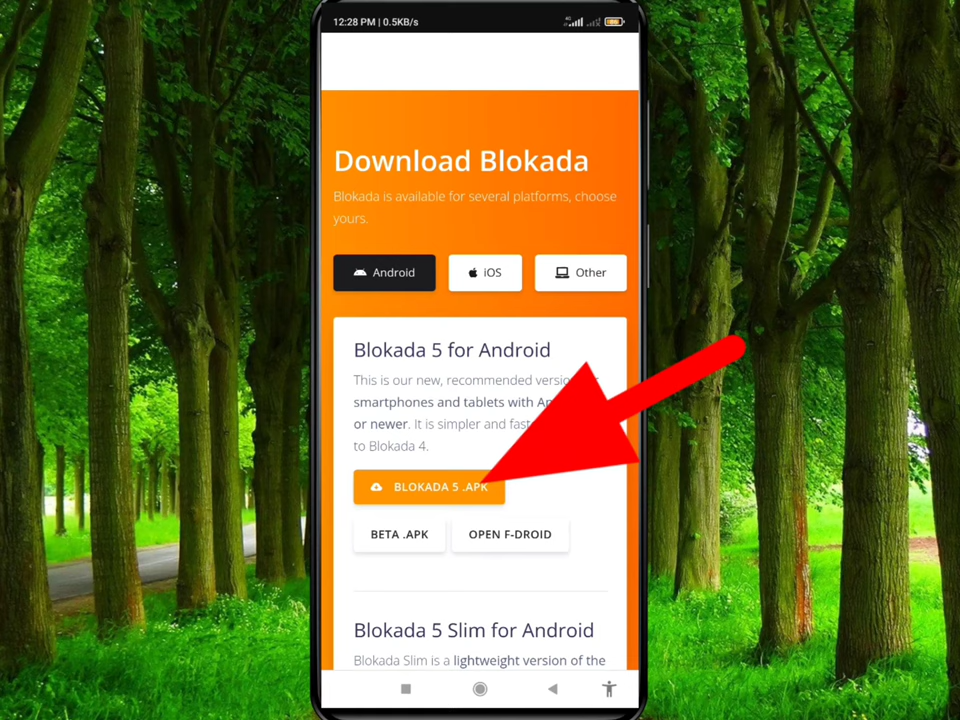 12:28 PM | 0.5KB/s
4G
Download Blokada
Blokada is available for several platforms, choose
yours.
Android
iOS
Other
Blokada 5 for Android
This is our new, recommended
smartphones and tablets with
or newer. It is simpler and
to Blokada 4.
BLOKADA 5 .APK
BETA .APK
OPEN F-DROID
Blokada 5 Slim for Android
Blokada Slim is a lightweight version of the